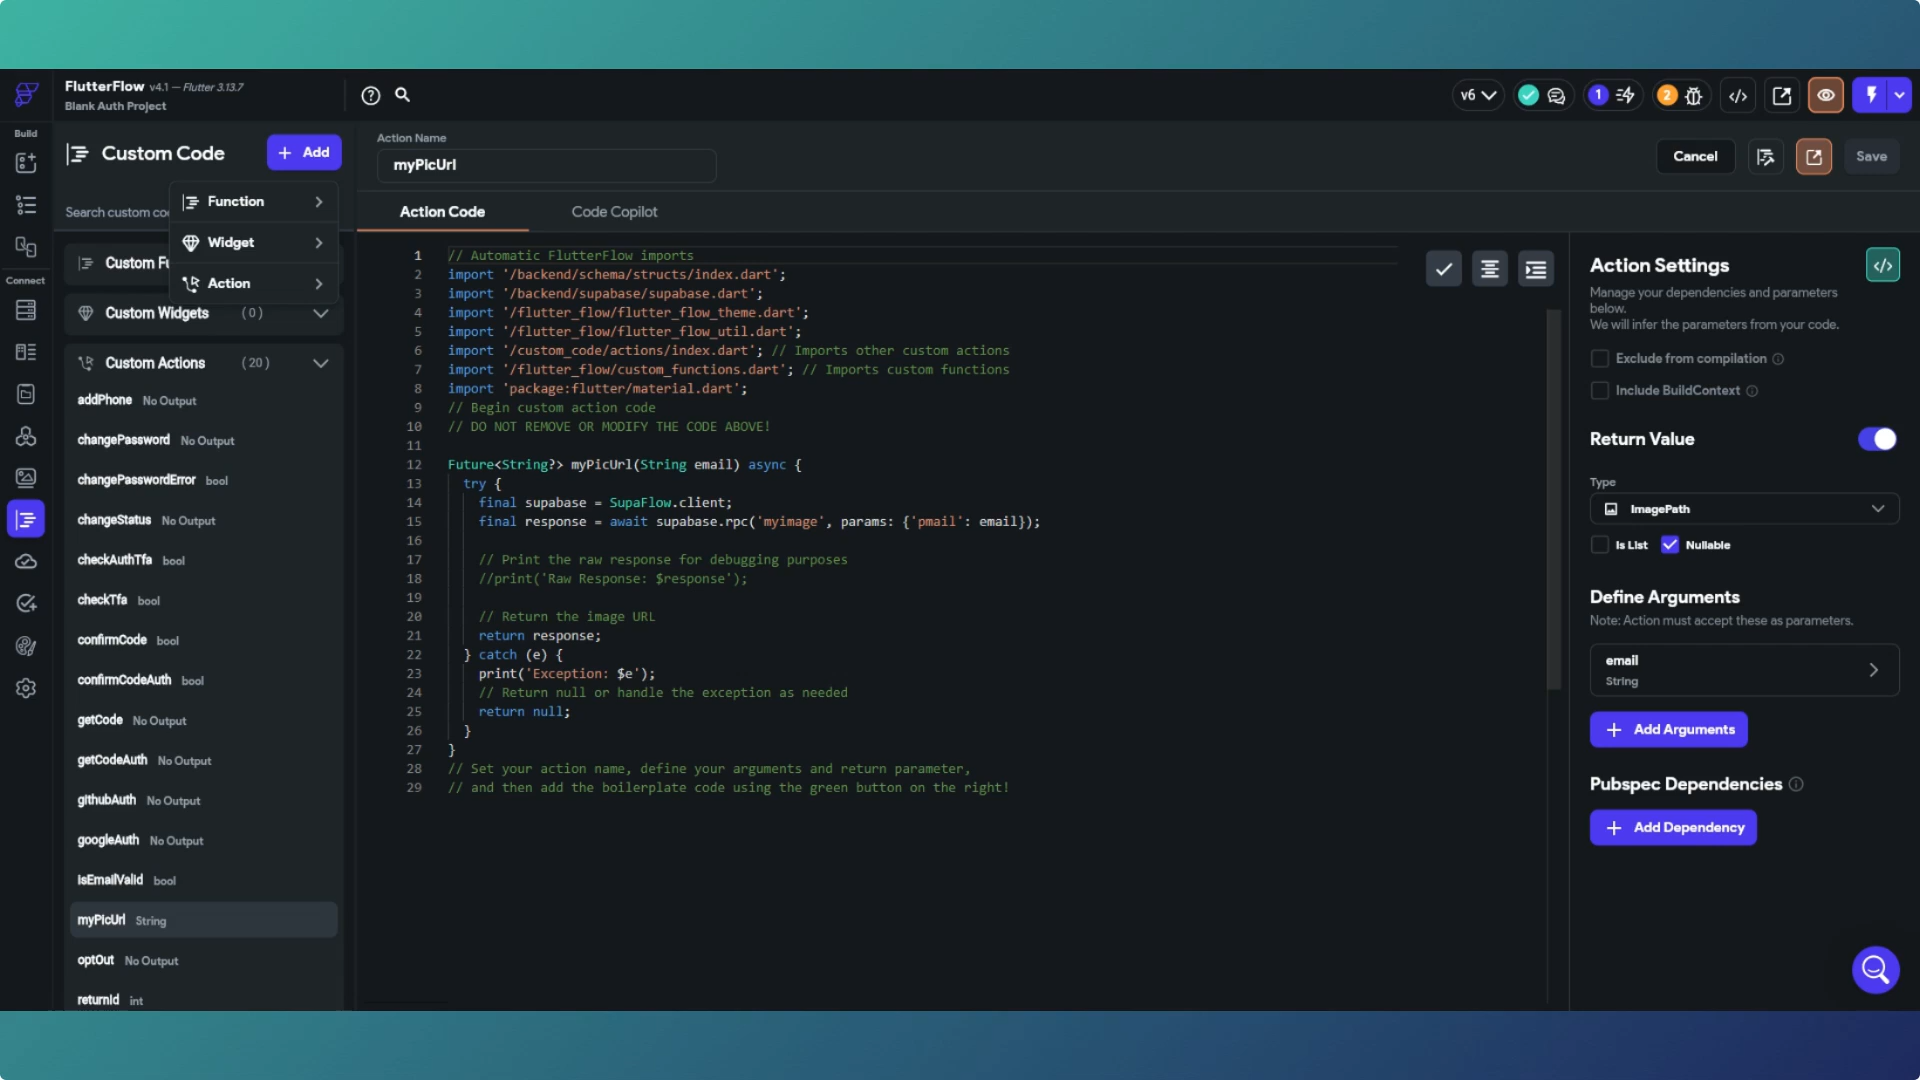 FlutterFlow v4.1 — Flutter 3.13.7
Blank Auth Project
v6
1
2
Build
Connect
Custom Code
+ Add
Search custom co
Function
Widget
Action
Custom Fu
Custom Widgets (0)
Custom Actions (20)
addPhone No Output
changePassword No Output
changePasswordError bool
changeStatus No Output
checkAuthTfa bool
checkTfa bool
confirmCode bool
confirmCodeAuth bool
getCode No Output
getCodeAuth No Output
githubAuth No Output
googleAuth No Output
isEmailValid bool
myPicUrl String
optOut No Output
returnId int
Action Name
myPicUrl
Cancel
Save
Action Code
Code Copilot
1 // Automatic FlutterFlow imports
2 import '/backend/schema/structs/index.dart';
3 import '/backend/supabase/supabase.dart';
4 import '/flutter_flow/flutter_flow_theme.dart';
5 import '/flutter_flow/flutter_flow_util.dart';
6 import '/custom_code/actions/index.dart'; // Imports other custom actions
7 import '/flutter_flow/custom_functions.dart'; // Imports custom functions
8 import 'package:flutter/material.dart';
9 // Begin custom action code
10 // DO NOT REMOVE OR MODIFY THE CODE ABOVE!
11
12 Future<String?> myPicUrl(String email) async {
13 try {
14 final supabase = SupaFlow.client;
15 final response = await supabase.rpc('myimage', params: {'pmail': email});
16
17 // Print the raw response for debugging purposes
18 //print('Raw Response: $response');
19
20 // Return the image URL
21 return response;
22 } catch (e) {
23 print('Exception: $e');
24 // Return null or handle the exception as needed
25 return null;
26 }
27 }
28 // Set your action name, define your arguments and return parameter,
29 // and then add the boilerplate code using the green button on the right!
Action Settings
Manage your dependencies and parameters
below.
We will infer the parameters from your code.
Exclude from compilation
Include BuildContext
Return Value
Type
ImagePath
Is List
Nullable
Define Arguments
Note: Action must accept these as parameters.
email
String
+ Add Arguments
Pubspec Dependencies
+ Add Dependency